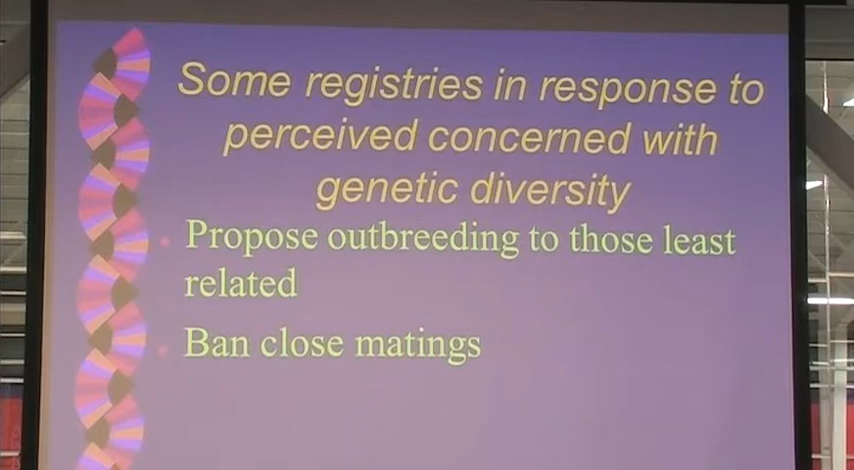 Some registries in response to
perceived concerned with
genetic diversity
Propose outbreeding to those least
related
Ban close matings